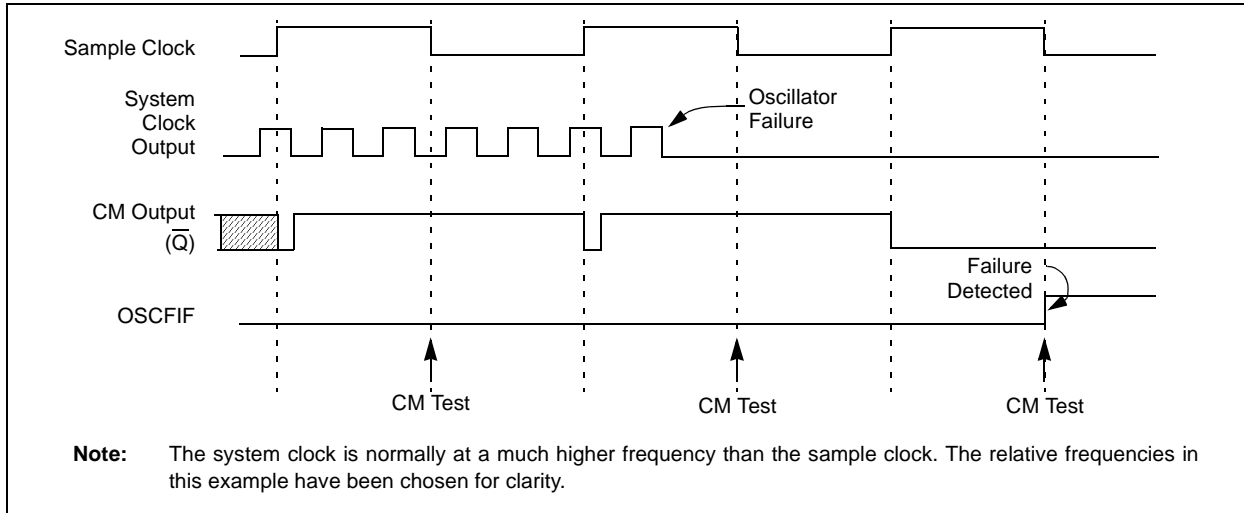 Sample Clock
System
Clock
Output
Oscillator
Failure
CM Output
(Q̅)
Failure
Detected
OSCFIF
CM Test
CM Test
CM Test
Note: The system clock is normally at a much higher frequency than the sample clock. The relative frequencies in
this example have been chosen for clarity.